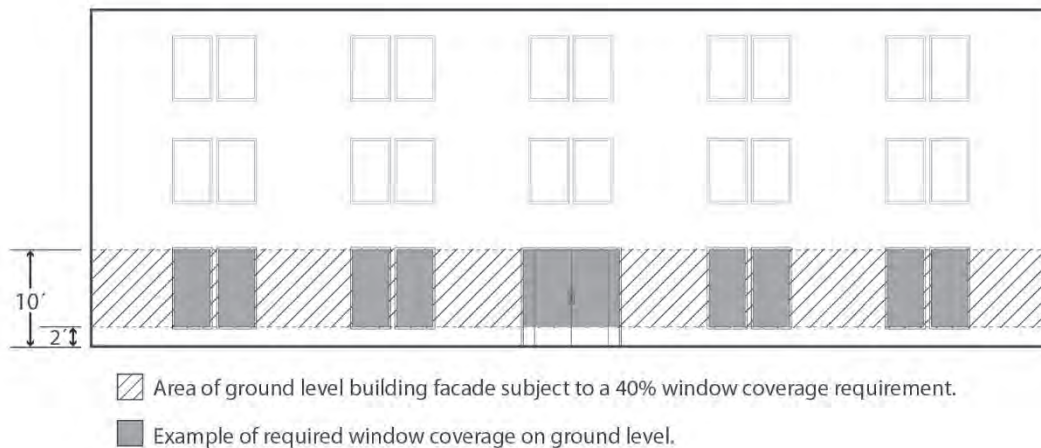 10′
2′
Area of ground level building facade subject to a 40% window coverage requirement.
Example of required window coverage on ground level.